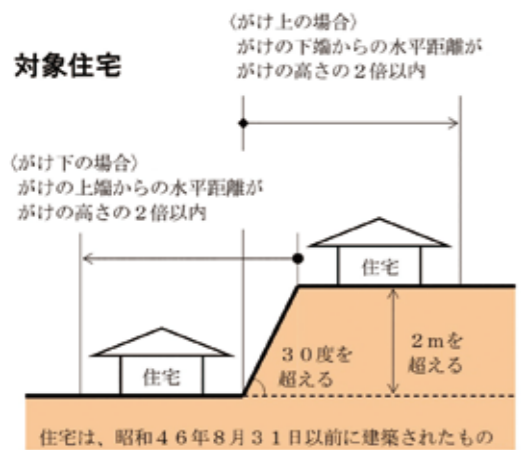 対象住宅
〈がけ上の場合〉
がけの下端からの水平距離が
がけの高さの２倍以内
〈がけ下の場合〉
がけの上端からの水平距離が
がけの高さの２倍以内
住宅
住宅
３０度を
超える
２ｍを
超える
住宅は、昭和４６年８月３１日以前に建築されたもの